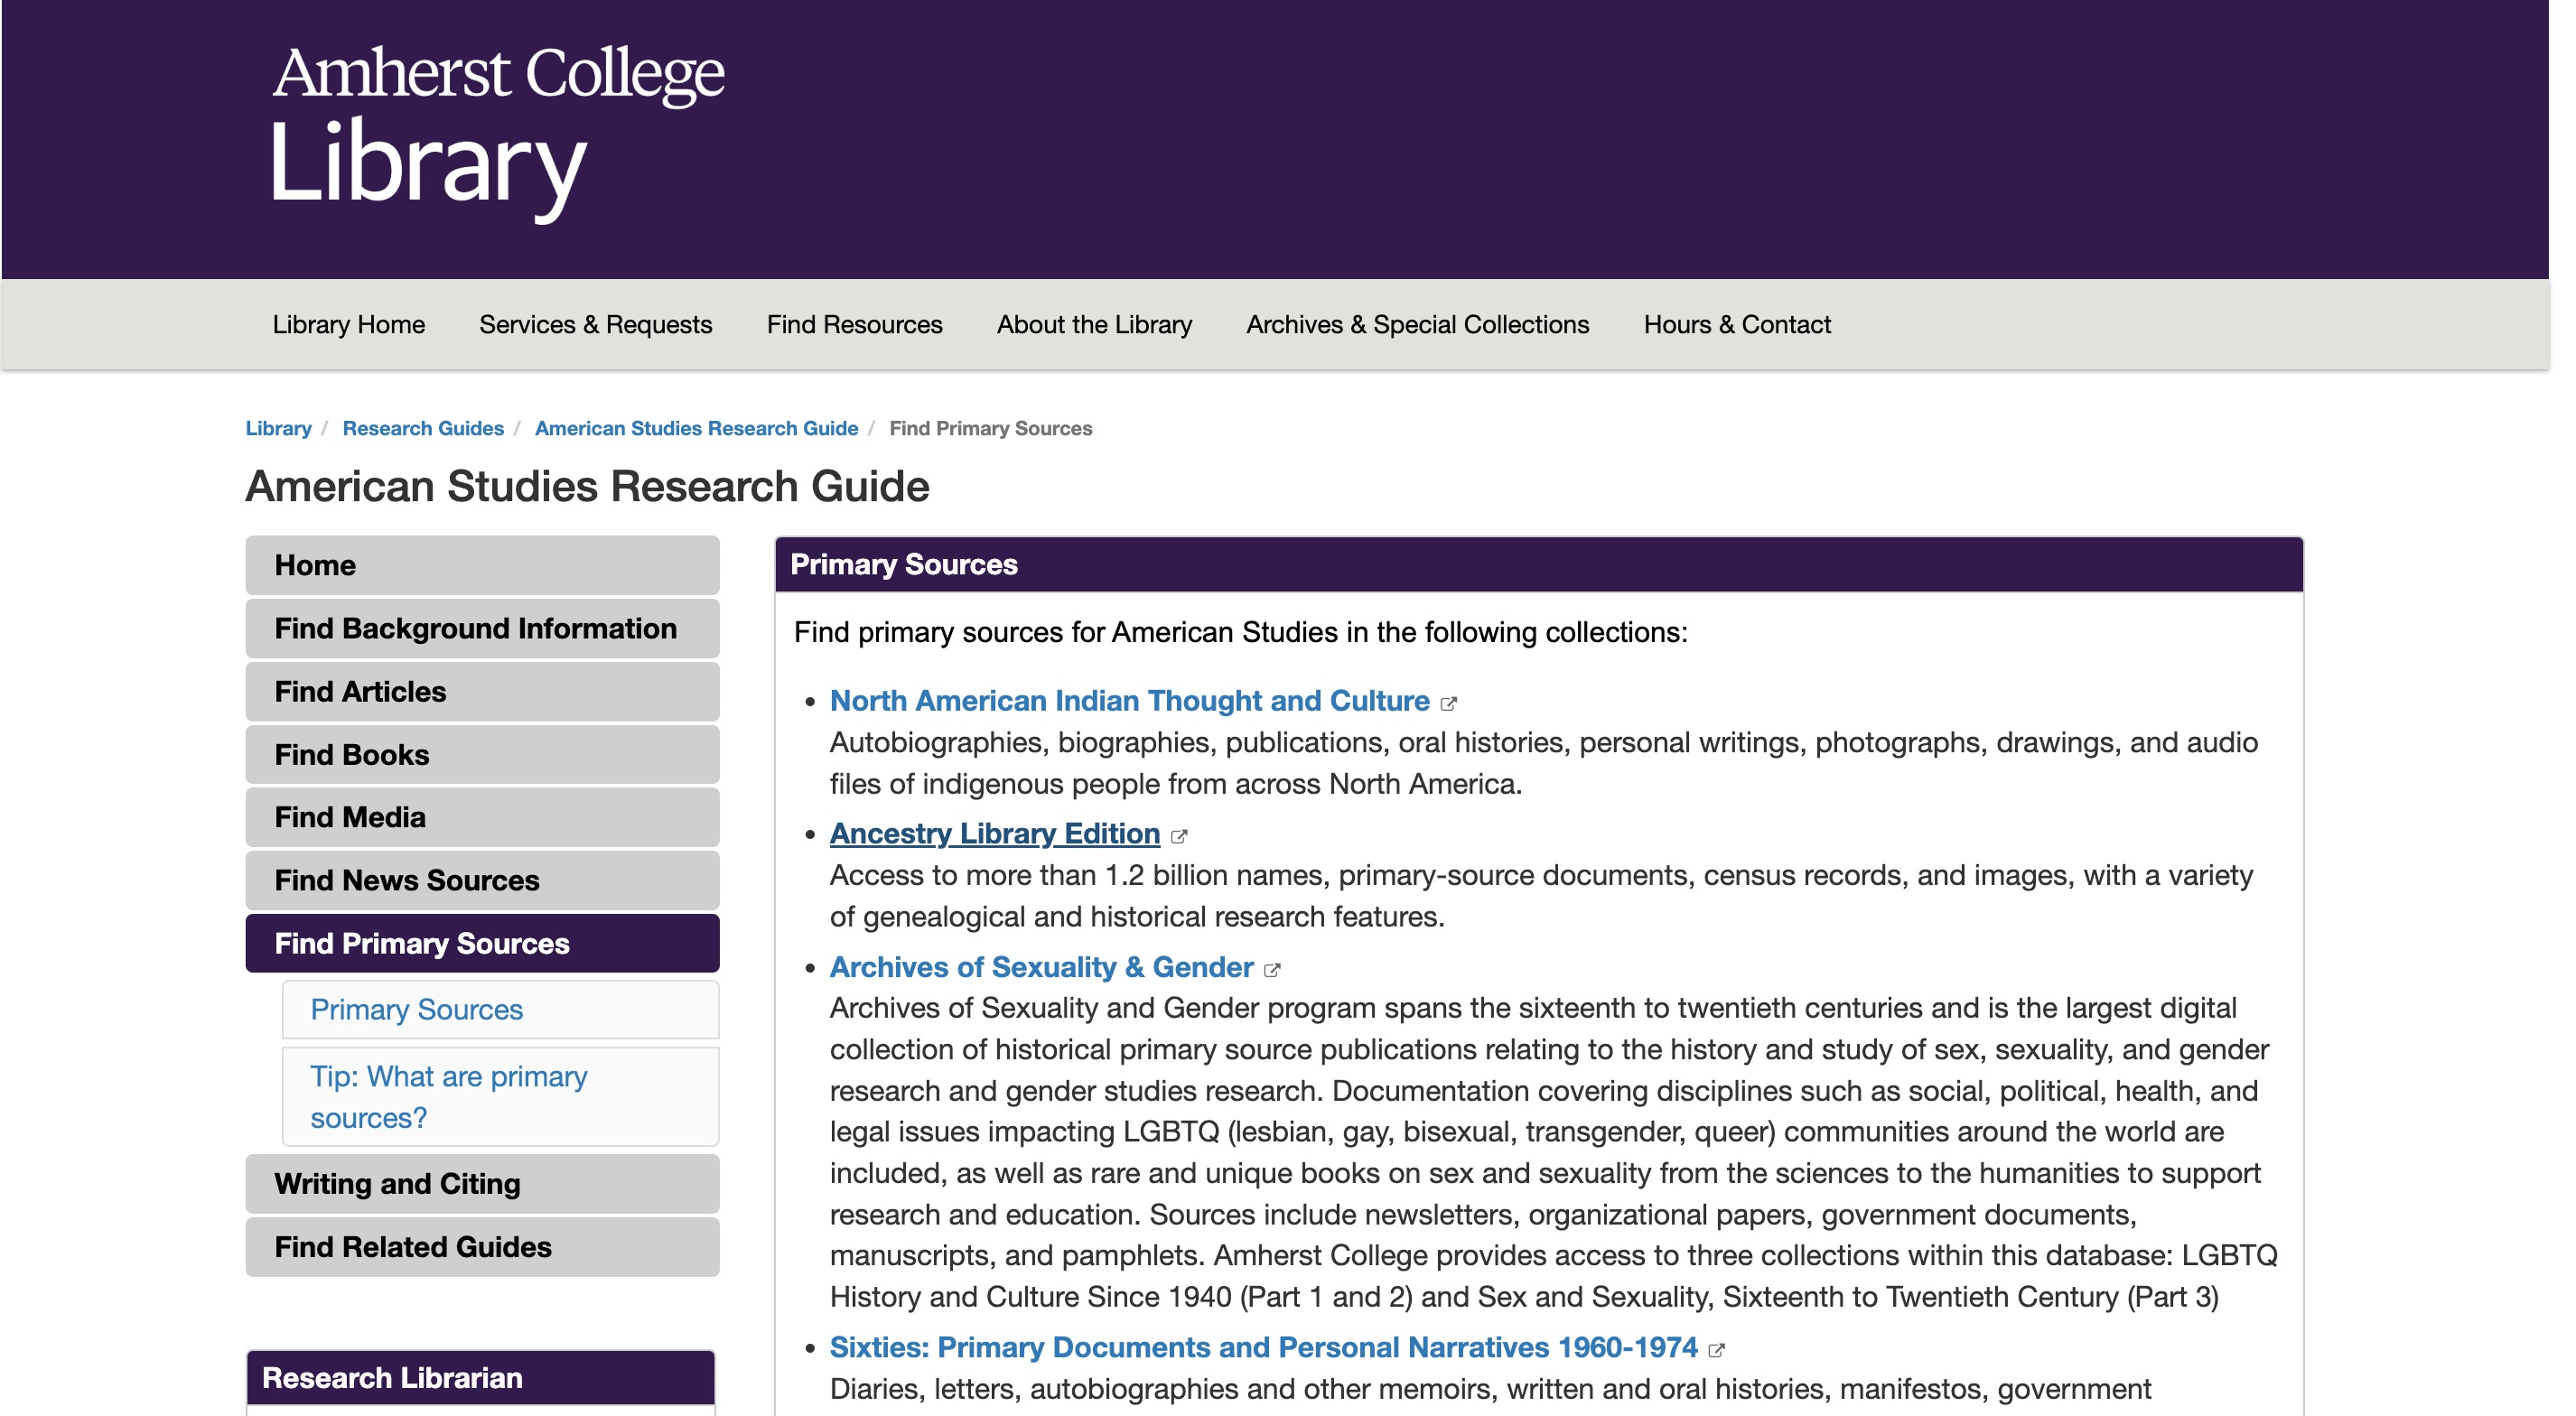 Amherst College
Library
Library Home Services & Requests Find Resources About the Library Archives & Special Collections Hours & Contact
Library / Research Guides / American Studies Research Guide / Find Primary Sources
American Studies Research Guide
Home
Find Background Information
Find Articles
Find Books
Find Media
Find News Sources
Find Primary Sources
Primary Sources
Tip: What are primary
sources?
Writing and Citing
Find Related Guides
Research Librarian
Primary Sources
Find primary sources for American Studies in the following collections:
• North American Indian Thought and Culture
Autobiographies, biographies, publications, oral histories, personal writings, photographs, drawings, and audio
files of indigenous people from across North America.
• Ancestry Library Edition
Access to more than 1.2 billion names, primary-source documents, census records, and images, with a variety
of genealogical and historical research features.
• Archives of Sexuality & Gender
Archives of Sexuality and Gender program spans the sixteenth to twentieth centuries and is the largest digital
collection of historical primary source publications relating to the history and study of sex, sexuality, and gender
research and gender studies research. Documentation covering disciplines such as social, political, health, and
legal issues impacting LGBTQ (lesbian, gay, bisexual, transgender, queer) communities around the world are
included, as well as rare and unique books on sex and sexuality from the sciences to the humanities to support
research and education. Sources include newsletters, organizational papers, government documents,
manuscripts, and pamphlets. Amherst College provides access to three collections within this database: LGBTQ
History and Culture Since 1940 (Part 1 and 2) and Sex and Sexuality, Sixteenth to Twentieth Century (Part 3)
• Sixties: Primary Documents and Personal Narratives 1960-1974
Diaries, letters, autobiographies and other memoirs, written and oral histories, manifestos, government